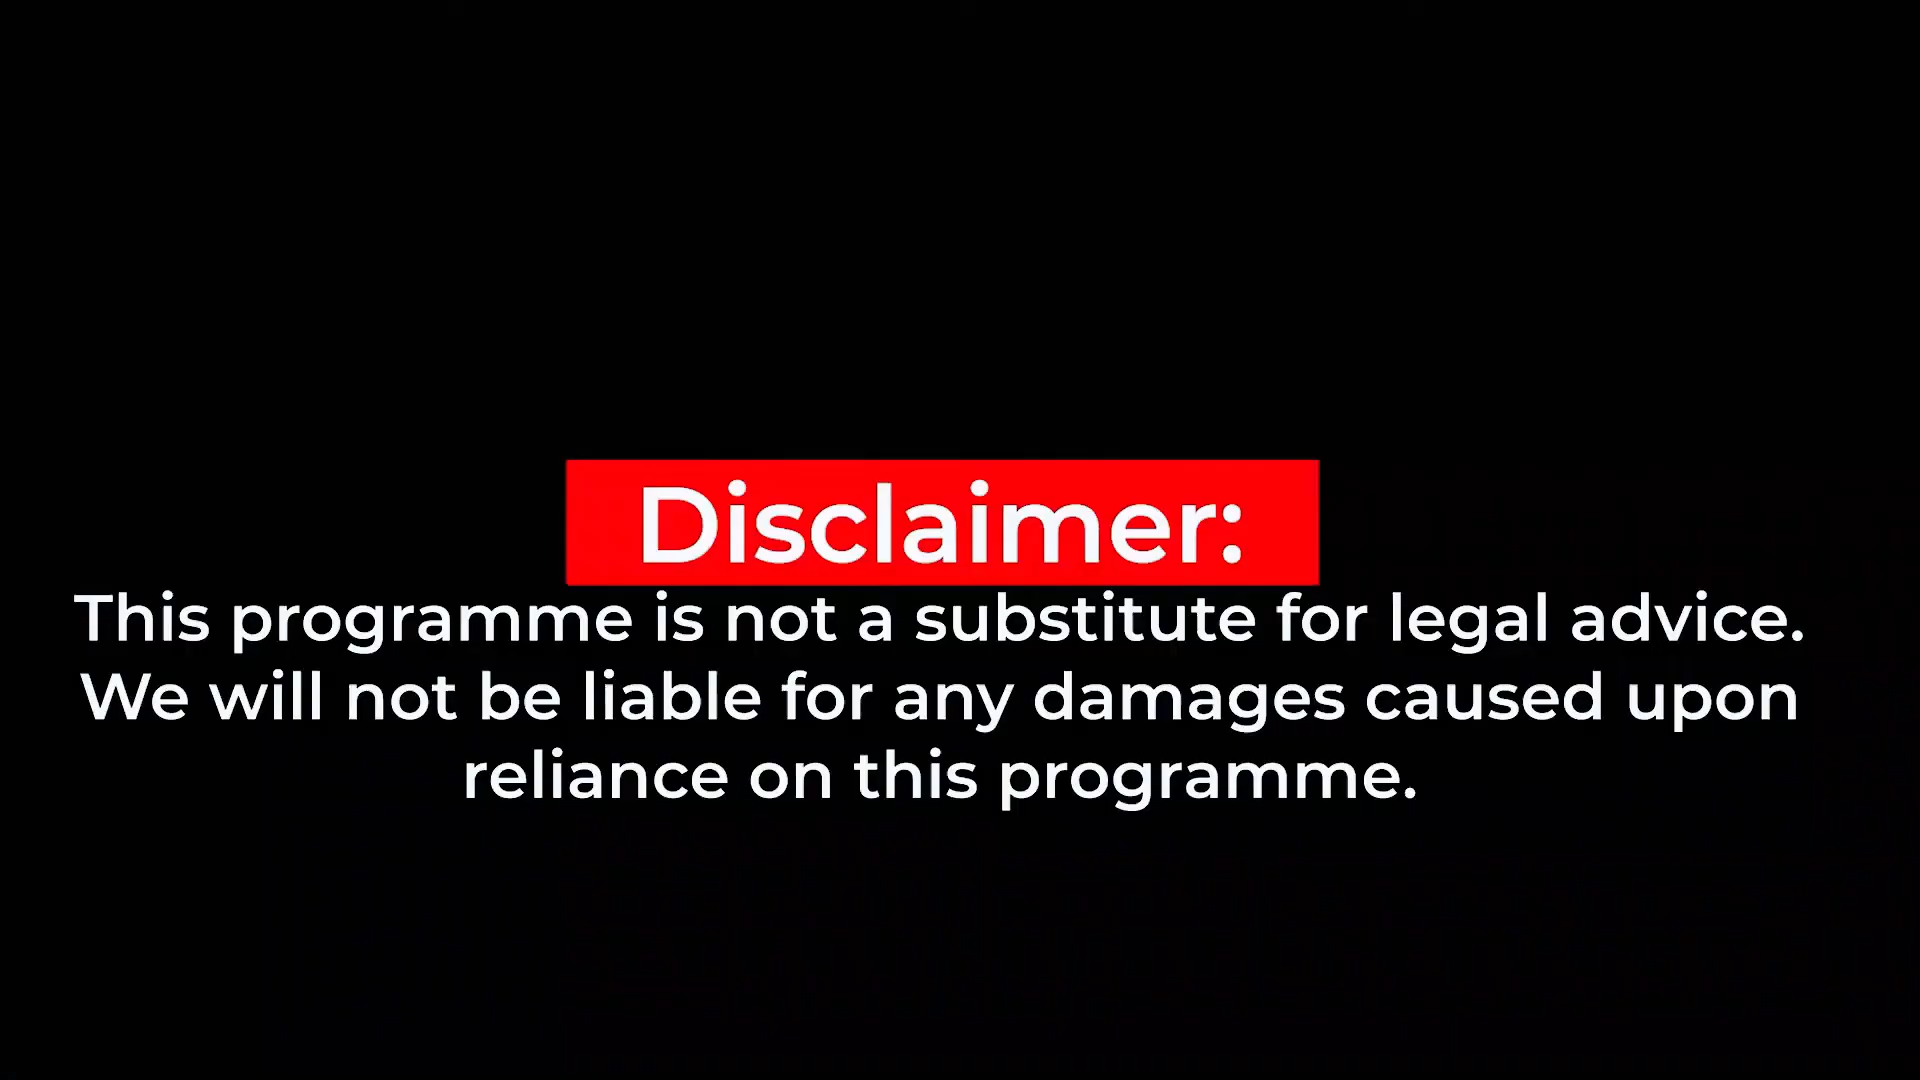 Disclaimer:
This programme is not a substitute for legal advice.
We will not be liable for any damages caused upon
reliance on this programme.